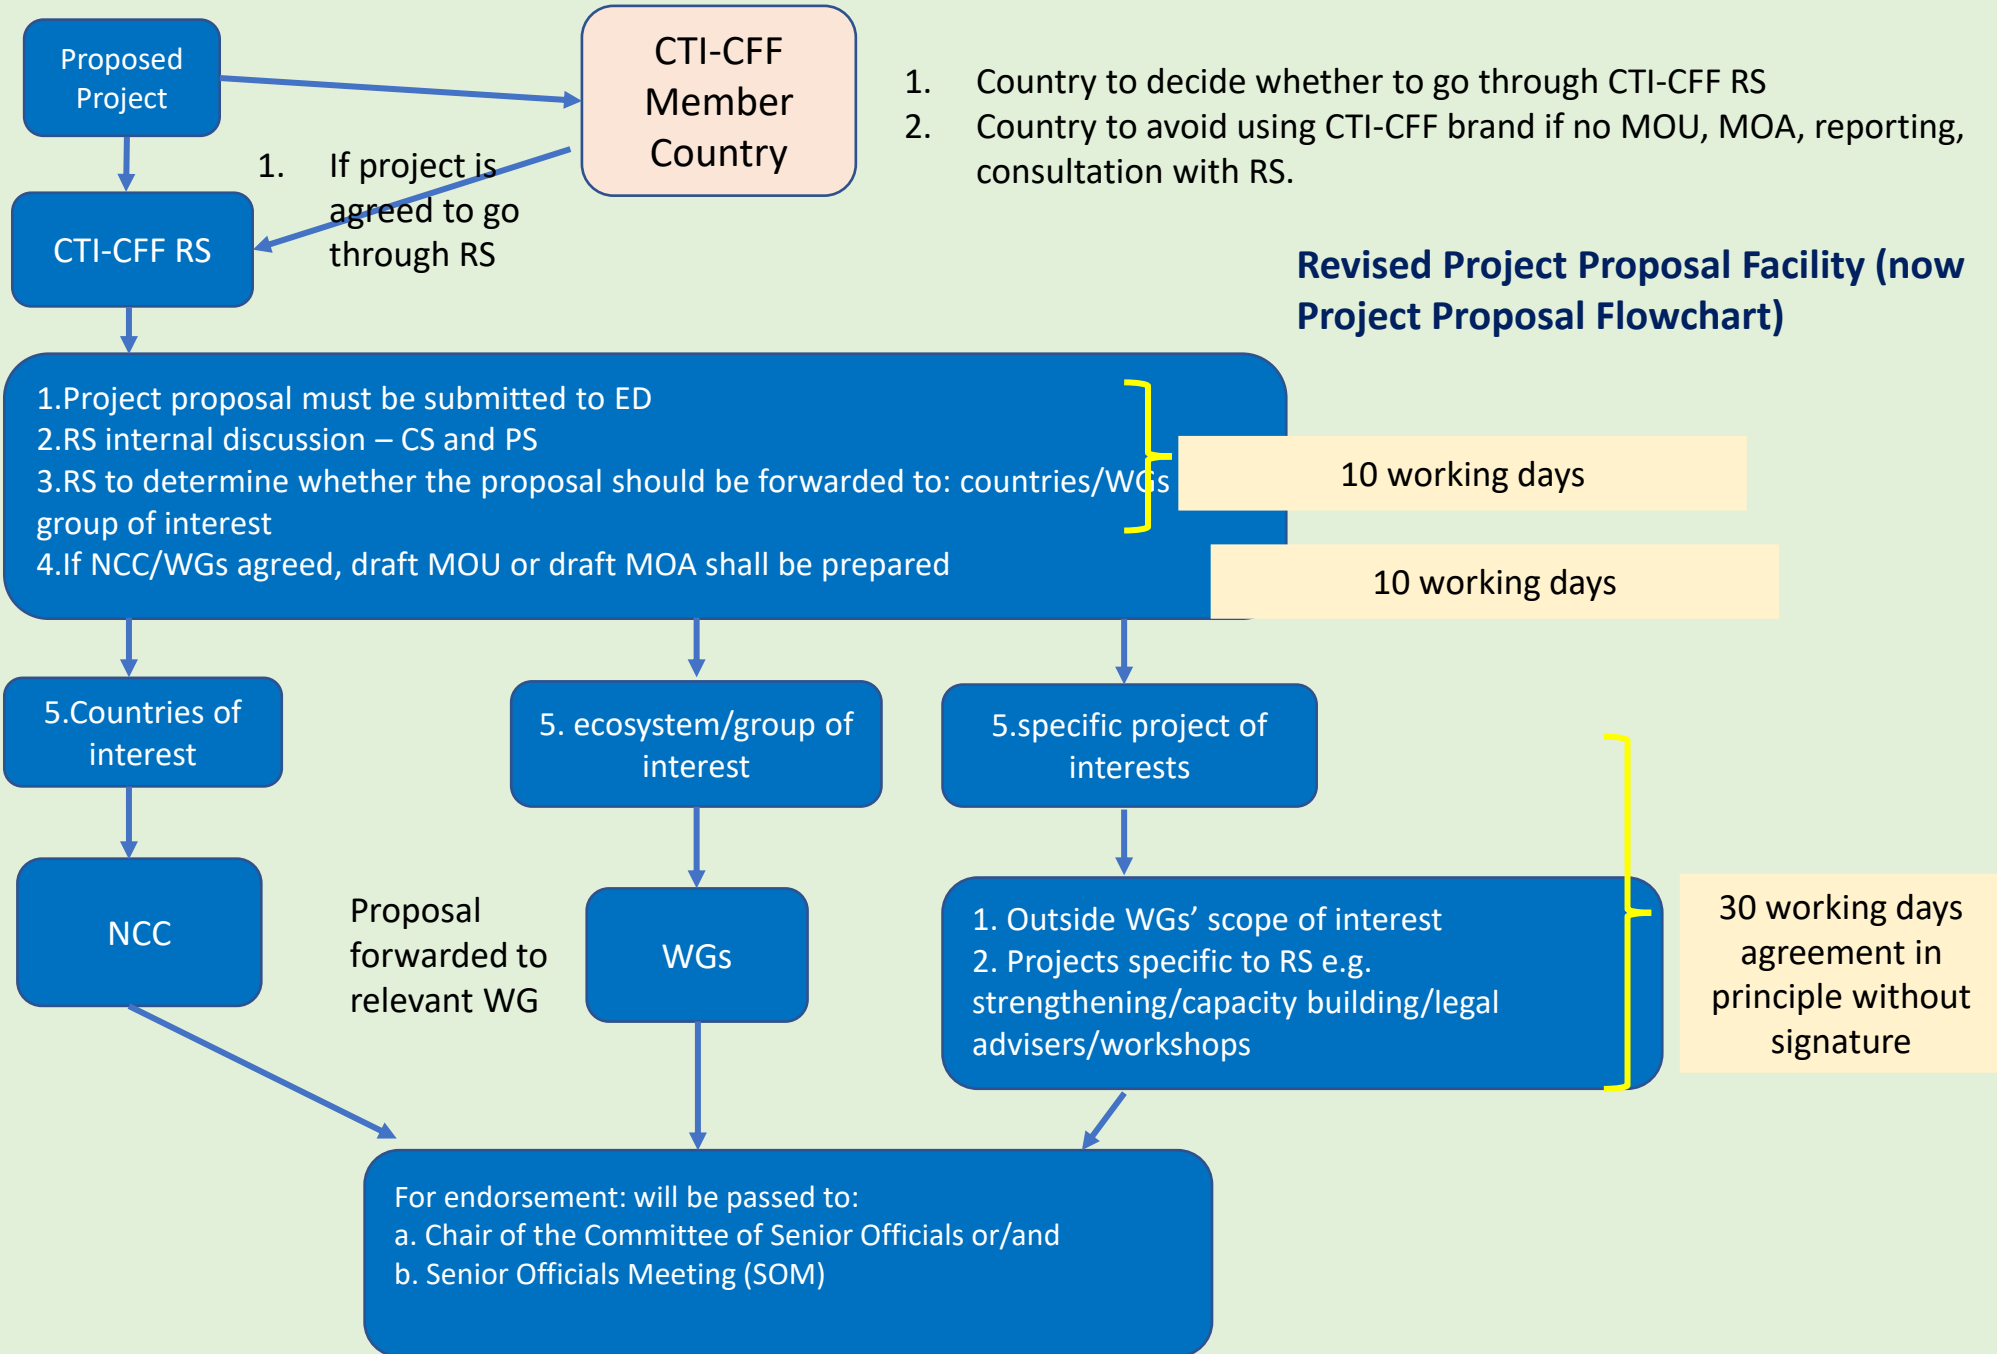 Proposed
Project
CTI-CFF
Member
Country
1. Country to decide whether to go through CTI-CFF RS
2. Country to avoid using CTI-CFF brand if no MOU, MOA, reporting,
consultation with RS.
1. If project is
agreed to go
through RS
CTI-CFF RS
Revised Project Proposal Facility (now
Project Proposal Flowchart)
1.Project proposal must be submitted to ED
2.RS internal discussion – CS and PS
3.RS to determine whether the proposal should be forwarded to: countries/WGs
group of interest
4.If NCC/WGs agreed, draft MOU or draft MOA shall be prepared
10 working days
10 working days
5.Countries of
interest
5. ecosystem/group of
interest
5.specific project of
interests
NCC
Proposal
forwarded to
relevant WG
WGs
1. Outside WGs’ scope of interest
2. Projects specific to RS e.g.
strengthening/capacity building/legal
advisers/workshops
30 working days
agreement in
principle without
signature
For endorsement: will be passed to:
a. Chair of the Committee of Senior Officials or/and
b. Senior Officials Meeting (SOM)